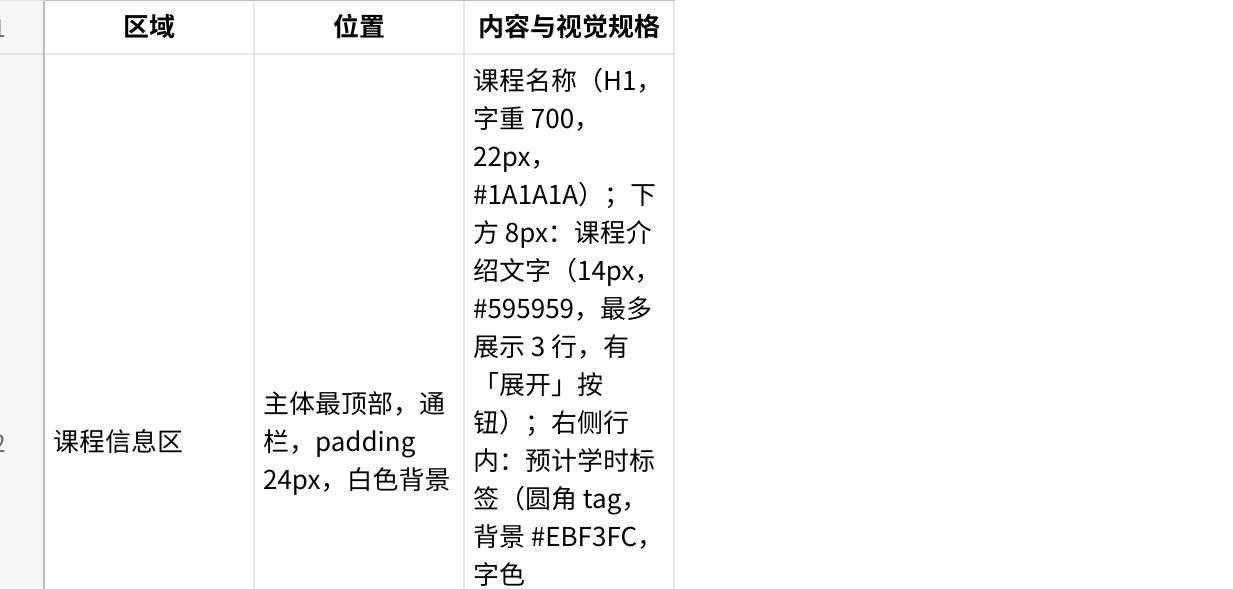 区域
位置
内容与视觉规格
课程信息区
主体最顶部，通
栏，padding
24px，白色背景
课程名称（H1，
字重 700，
22px，
#1A1A1A）；下
方 8px：课程介
绍文字（14px，
#595959，最多
展示 3 行，有
「展开」按
钮）；右侧行
内：预计学时标
签（圆角 tag，
背景 #EBF3FC，
字色